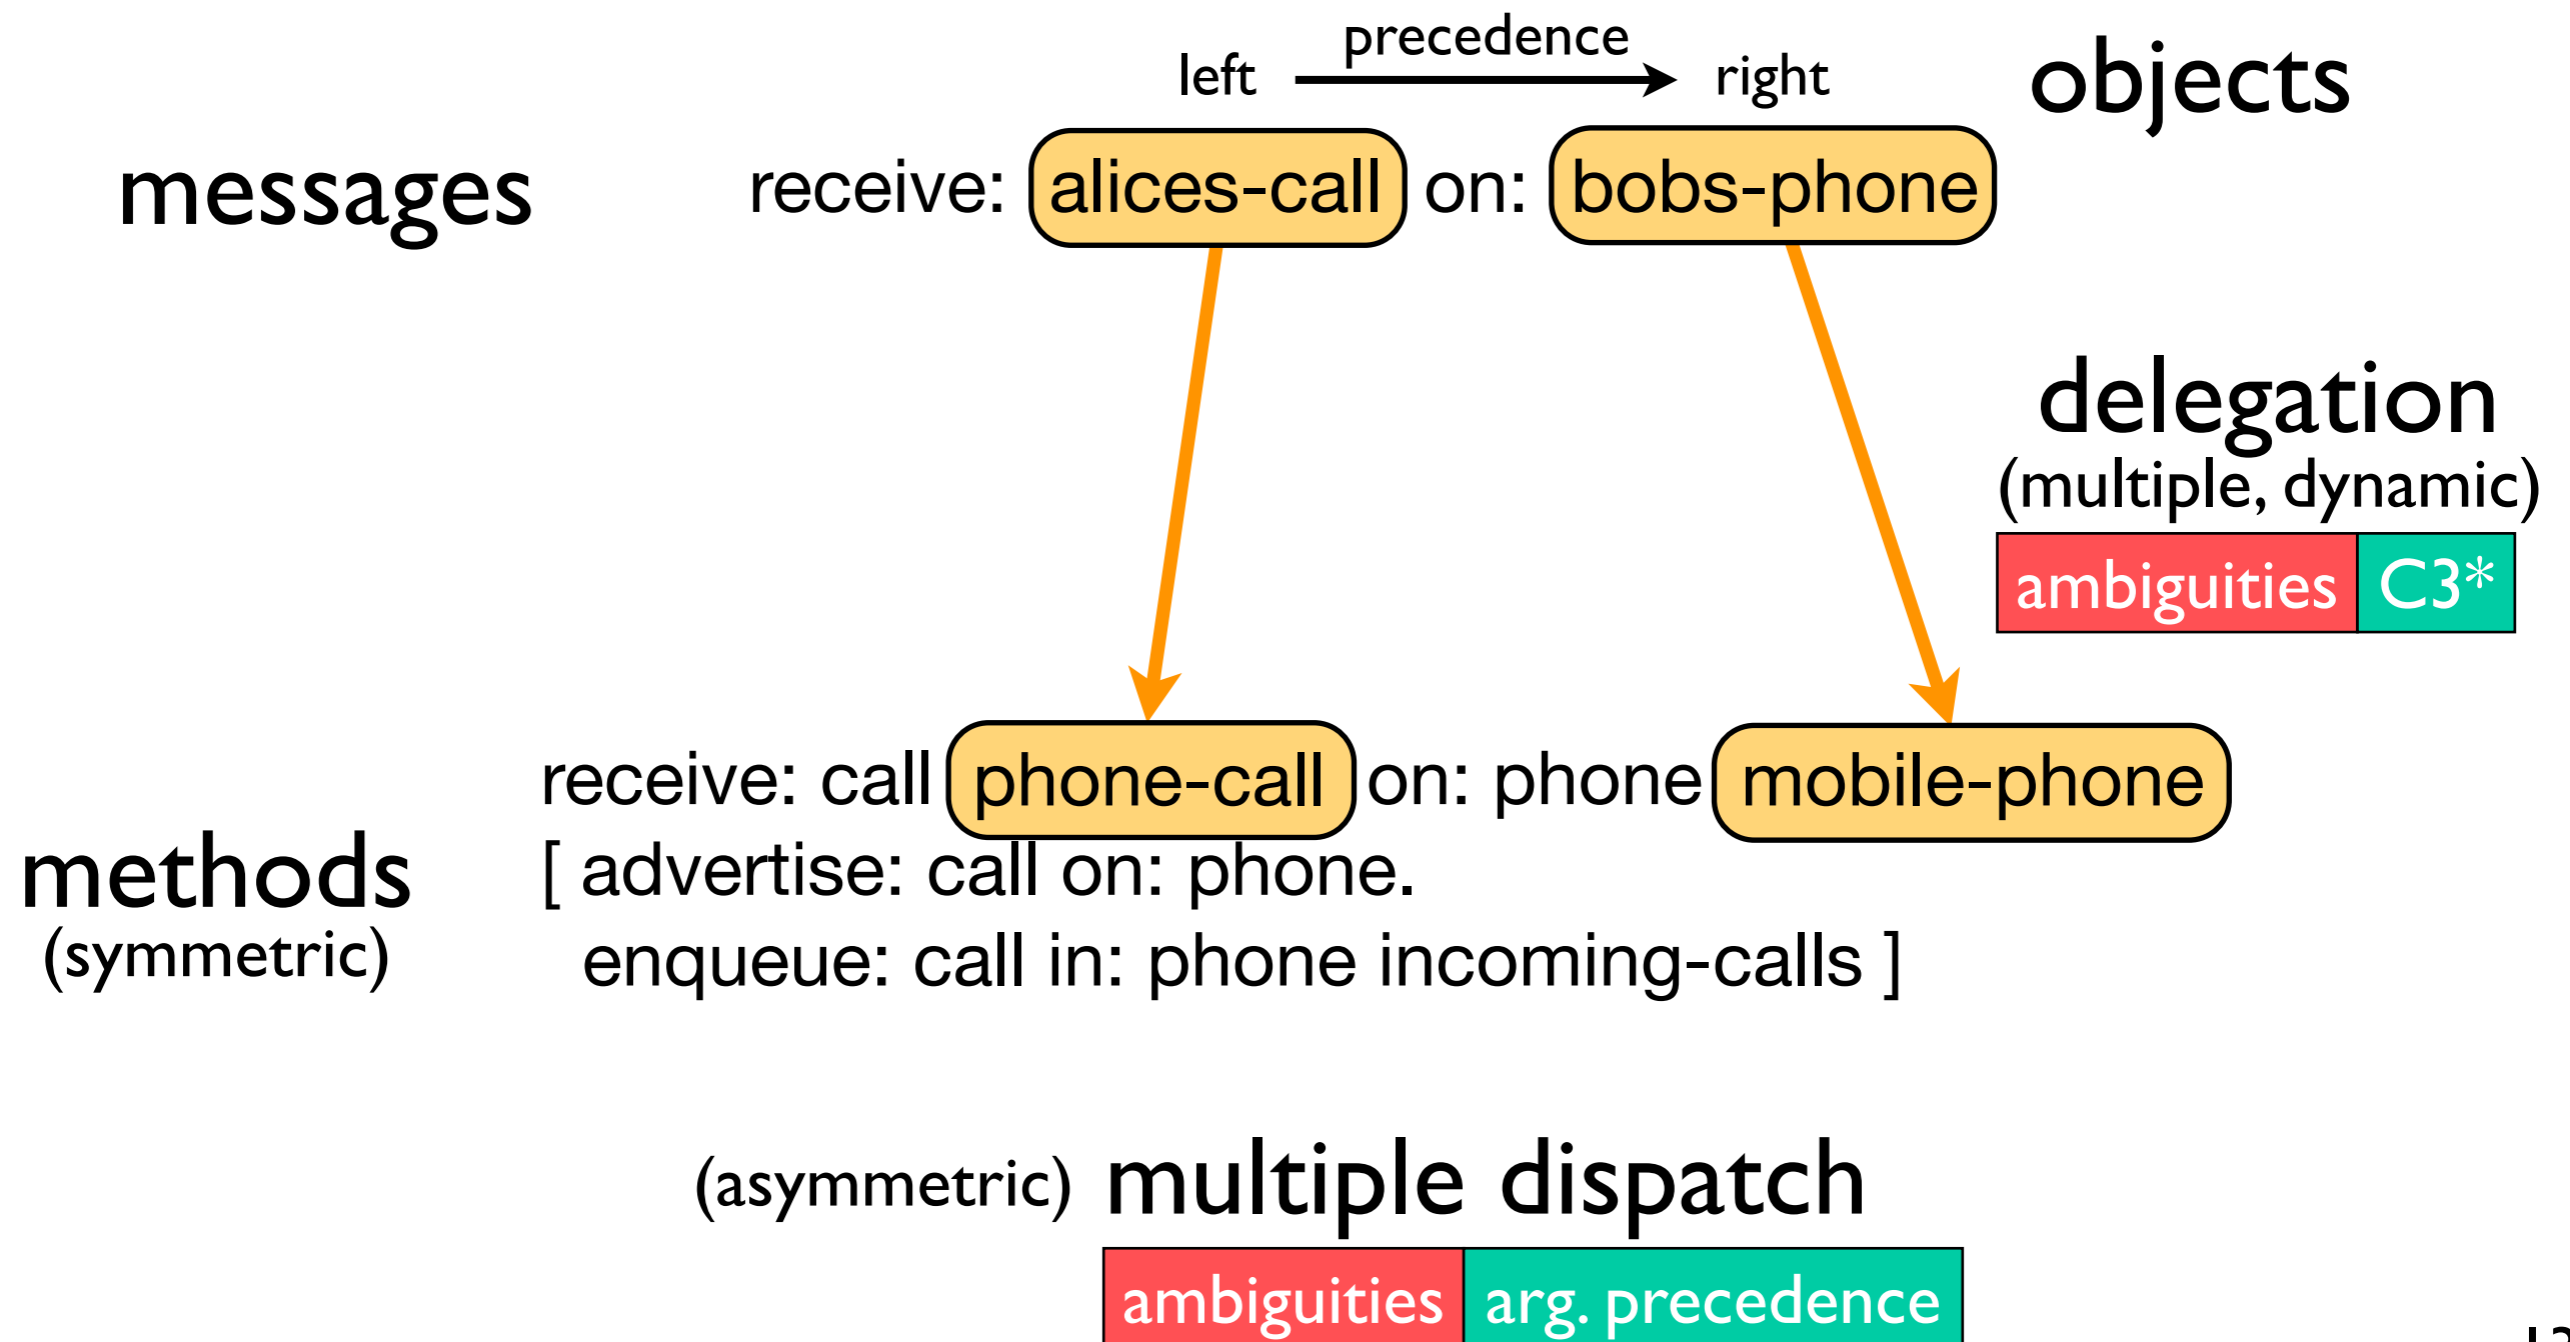 precedence
left right
objects
messages
receive: alices-call on: bobs-phone
delegation
(multiple, dynamic)
ambiguities C3*
receive: call phone-call on: phone mobile-phone
methods
(symmetric)
[ advertise: call on: phone.
enqueue: call in: phone incoming-calls ]
(asymmetric) multiple dispatch
ambiguities arg. precedence